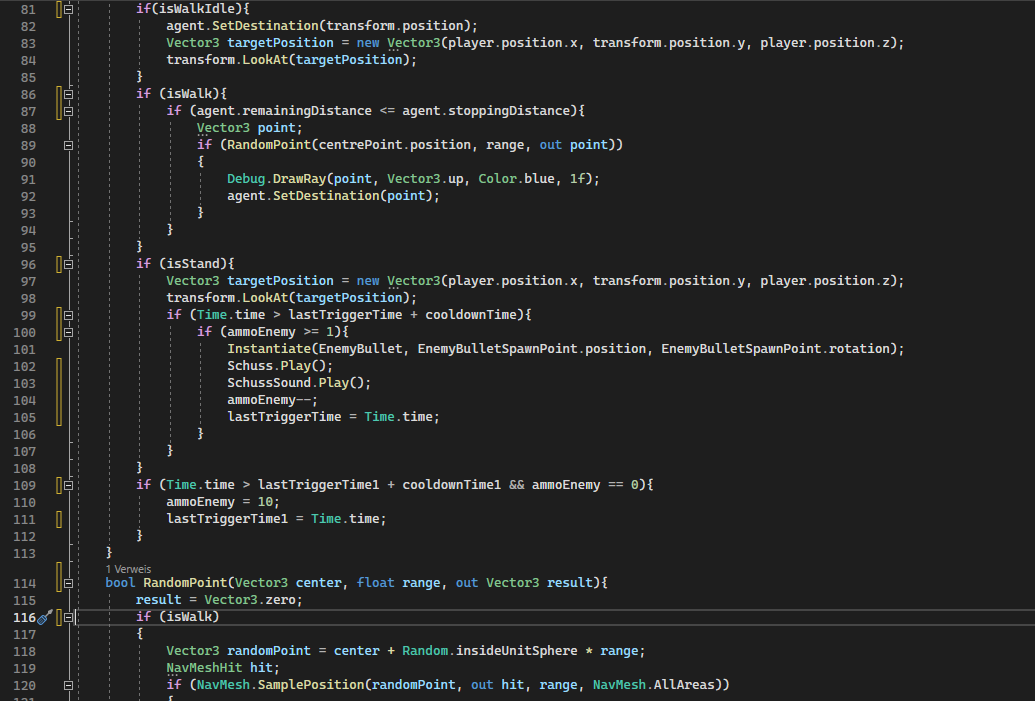 81 if(isWalkIdle){
82 agent.SetDestination(transform.position);
83 Vector3 targetPosition = new Vector3(player.position.x, transform.position.y, player.position.z);
84 transform.LookAt(targetPosition);
85 }
86 if (isWalk){
87 if (agent.remainingDistance <= agent.stoppingDistance){
88 Vector3 point;
89 if (RandomPoint(centrePoint.position, range, out point))
90 {
91 Debug.DrawRay(point, Vector3.up, Color.blue, 1f);
92 agent.SetDestination(point);
93 }
94 }
95 }
96 if (isStand){
97 Vector3 targetPosition = new Vector3(player.position.x, transform.position.y, player.position.z);
98 transform.LookAt(targetPosition);
99 if (Time.time > lastTriggerTime + cooldownTime){
100 if (ammoEnemy >= 1){
101 Instantiate(EnemyBullet, EnemyBulletSpawnPoint.position, EnemyBulletSpawnPoint.rotation);
102 Schuss.Play();
103 SchussSound.Play();
104 ammoEnemy--;
105 lastTriggerTime = Time.time;
106 }
107 }
108 }
109 if (Time.time > lastTriggerTime1 + cooldownTime1 && ammoEnemy == 0){
110 ammoEnemy = 10;
111 lastTriggerTime1 = Time.time;
112 }
113 }
1 Verweis
114 bool RandomPoint(Vector3 center, float range, out Vector3 result){
115 result = Vector3.zero;
116 if (isWalk)
117 {
118 Vector3 randomPoint = center + Random.insideUnitSphere * range;
119 NavMeshHit hit;
120 if (NavMesh.SamplePosition(randomPoint, out hit, range, NavMesh.AllAreas))